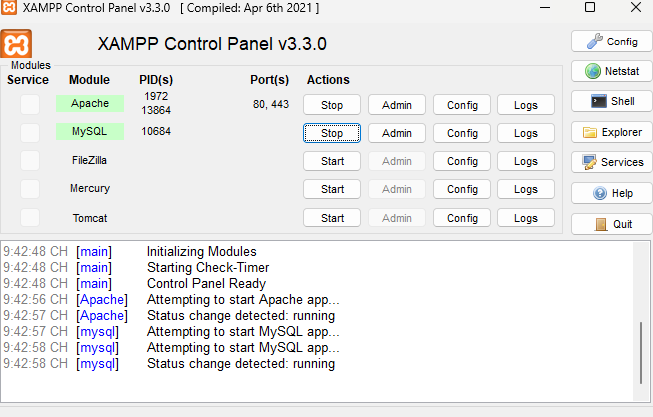 XAMPP Control Panel v3.3.0 [ Compiled: Apr 6th 2021 ]
XAMPP Control Panel v3.3.0
Config
Modules
Service Module PID(s) Port(s) Actions
Netstat
Apache 1972 13864 80, 443 Stop Admin Config Logs
Shell
MySQL 10684 Stop Admin Config Logs
Explorer
FileZilla Start Admin Config Logs
Services
Mercury Start Admin Config Logs
Help
Tomcat Start Admin Config Logs
Quit
9:42:48 CH [main] Initializing Modules
9:42:48 CH [main] Starting Check-Timer
9:42:48 CH [main] Control Panel Ready
9:42:56 CH [Apache] Attempting to start Apache app...
9:42:57 CH [Apache] Status change detected: running
9:42:57 CH [mysql] Attempting to start MySQL app...
9:42:58 CH [mysql] Attempting to start MySQL app...
9:42:58 CH [mysql] Status change detected: running